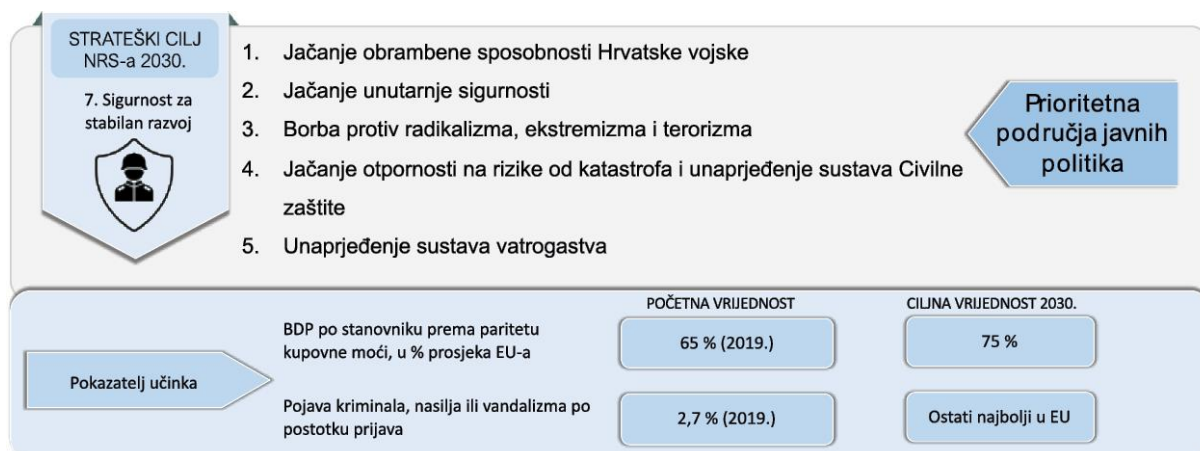 STRATEŠKI CILJ
NRS-a 2030.
7. Sigurnost za
stabilan razvoj
1. Jačanje obrambene sposobnosti Hrvatske vojske
2. Jačanje unutarnje sigurnosti
3. Borba protiv radikalizma, ekstremizma i terorizma
4. Jačanje otpornosti na rizike od katastrofa i unaprjeđenje sustava Civilne
zaštite
5. Unaprjeđenje sustava vatrogastva
Prioritetna
područja javnih
politika
Pokazatelj učinka
POČETNA VRIJEDNOST
CILJNA VRIJEDNOST 2030.
BDP po stanovniku prema paritetu
kupovne moći, u % prosjeka EU-a
65 % (2019.)
75 %
Pojava kriminala, nasilja ili vandalizma po
postotku prijava
2,7 % (2019.)
Ostati najbolji u EU